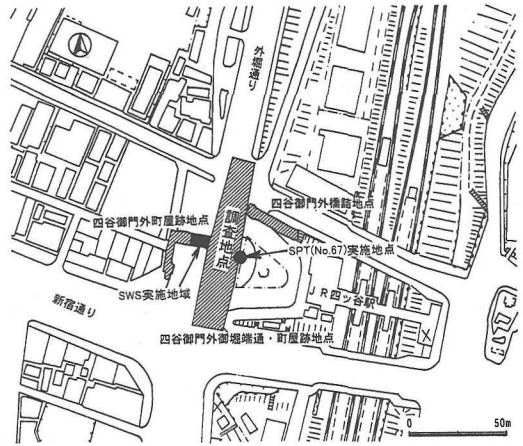 外堀通り
四谷御門外橋詰地点
四谷御門外町屋跡地点
調査地点
SPT(No.67)実施地点
SWS実施地域
JR四ッ谷駅
新宿通り
四谷御門外御堀端通・町屋跡地点
0 50m